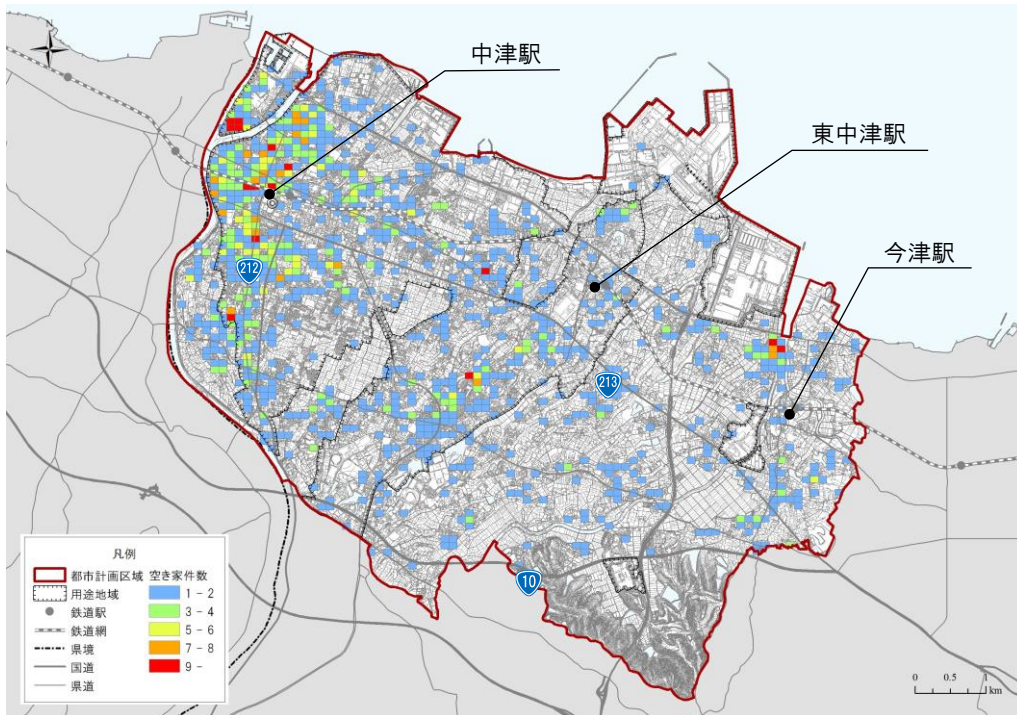 中津駅
東中津駅
今津駅
212
213
10
凡例
都市計画区域
用途地域
鉄道駅
鉄道網
県境
国道
県道
空き家件数
1 - 2
3 - 4
5 - 6
7 - 8
9 -
0 0.5 1
km